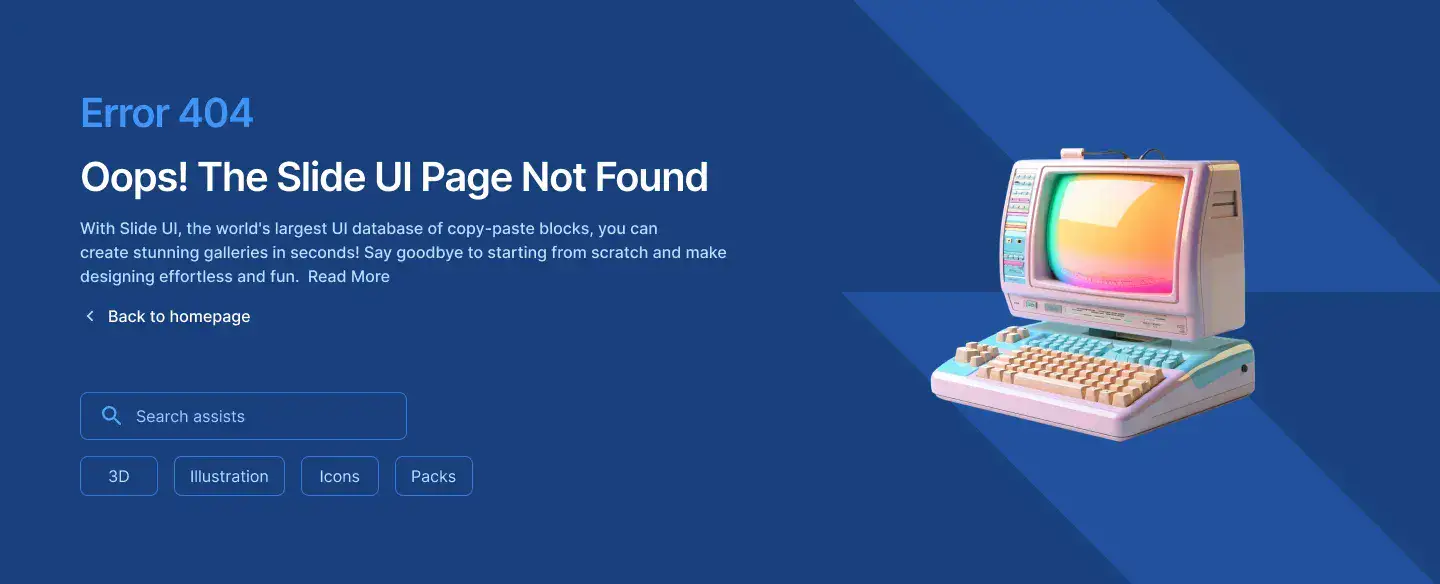 Error 404
Oops! The Slide UI Page Not Found
With Slide UI, the world's largest UI database of copy-paste blocks, you can
create stunning galleries in seconds! Say goodbye to starting from scratch and make
designing effortless and fun. Read More
Back to homepage
Search assists
3D
Illustration
Icons
Packs